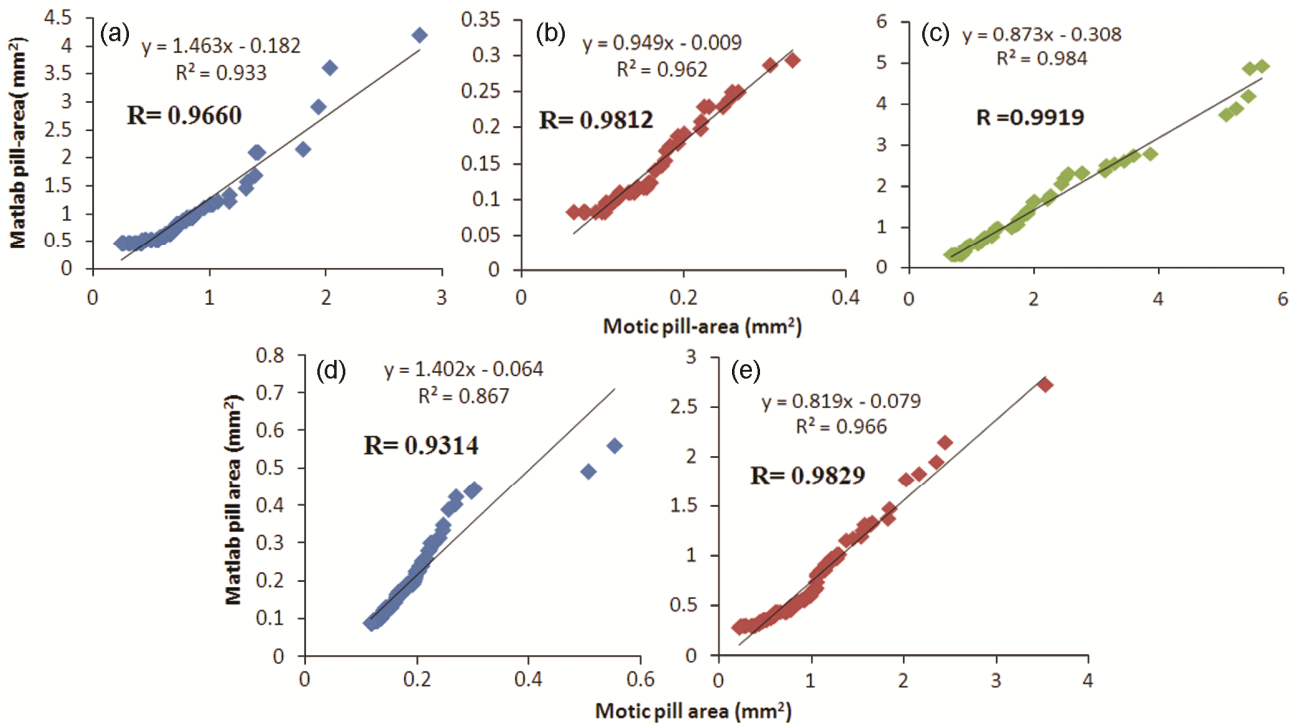 (a)
y = 1.463x - 0.182
R² = 0.933
R= 0.9660
Matlab pill-area( mm²)
4.5
4
3.5
3
2.5
2
1.5
1
0.5
0
0 1 2 3
(b)
y = 0.949x - 0.009
R² = 0.962
R= 0.9812
0.35
0.3
0.25
0.2
0.15
0.1
0.05
0
0 0.2 0.4
(c)
y = 0.873x - 0.308
R² = 0.984
R =0.9919
6
5
4
3
2
1
0
0 2 4 6
Motic pill-area (mm²)
(d)
y = 1.402x - 0.064
R² = 0.867
R= 0.9314
Matlab pill area (mm²)
0.8
0.7
0.6
0.5
0.4
0.3
0.2
0.1
0
0 0.2 0.4 0.6
(e)
y = 0.819x - 0.079
R² = 0.966
R= 0.9829
3
2.5
2
1.5
1
0.5
0
0 1 2 3 4
Motic pill area (mm²)